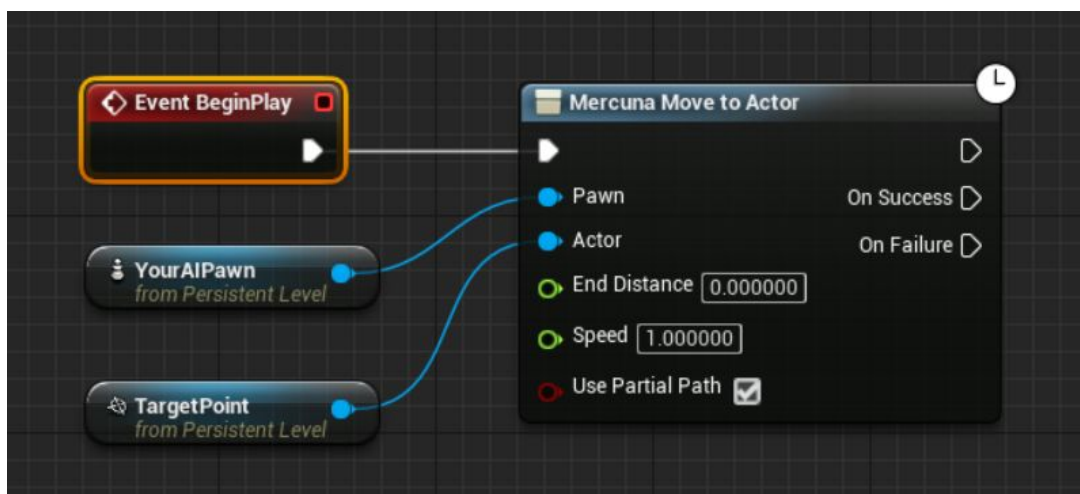 Event BeginPlay
Mercuna Move to Actor
Pawn
On Success
Actor
On Failure
YourAIPawn
from Persistent Level
End Distance 0.000000
Speed 1.000000
Use Partial Path
TargetPoint
from Persistent Level